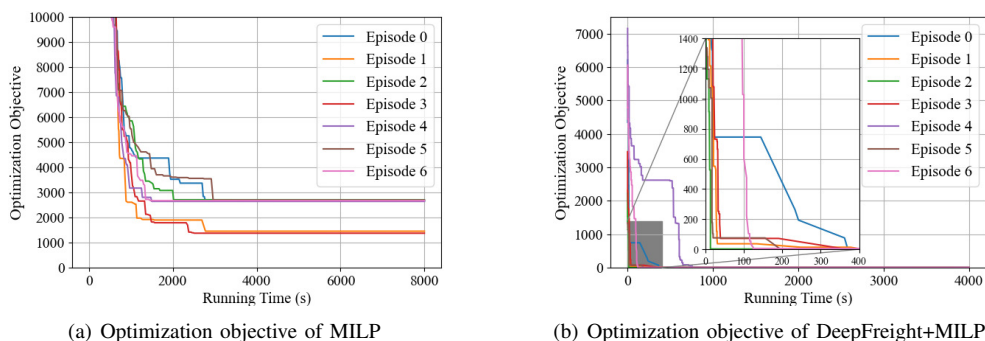 10000
9000
8000
7000
6000
5000
4000
3000
2000
1000
0
Optimization Objective
0
2000
4000
6000
8000
Running Time (s)
Episode 0
Episode 1
Episode 2
Episode 3
Episode 4
Episode 5
Episode 6
(a) Optimization objective of MILP
7000
6000
5000
4000
3000
2000
1000
0
Optimization Objective
0
1000
2000
3000
4000
Running Time (s)
1400
1200
1000
800
600
400
200
0
0
100
200
300
400
Episode 0
Episode 1
Episode 2
Episode 3
Episode 4
Episode 5
Episode 6
(b) Optimization objective of DeepFreight+MILP